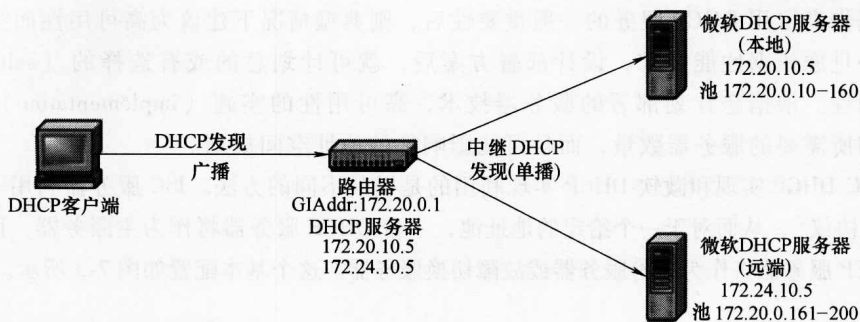 DHCP客户端
DHCP发现
广播
路由器
GIAddr:172.20.0.1
DHCP服务器
172.20.10.5
172.24.10.5
中继 DHCP
发现(单播)
微软DHCP服务器
(本地)
172.20.10.5
池 172.20.0.10-160
微软DHCP服务器
(远端)
172.24.10.5
池 172.20.0.161-200